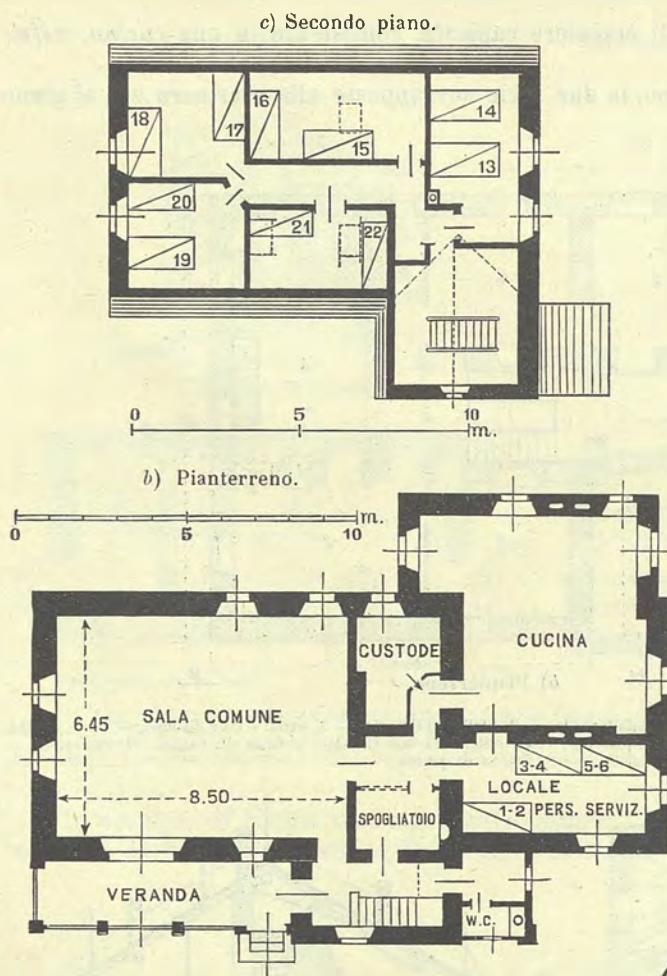 c) Secondo piano.
18
17
16
15
14
13
20
19
21
22
0 5 10 m.
b) Pianterreno.
m.
0 5 10
CUSTODE
CUCINA
SALA COMUNE
6.45
8.50
3-4 5-6
LOCALE
1-2 PERS. SERVIZ.
SPOGLIATOIO
VERANDA
W.C.